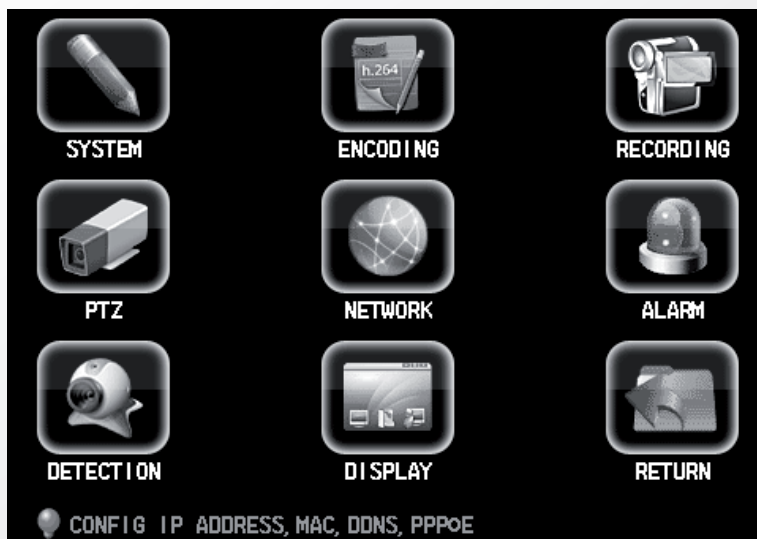 h.264
SYSTEM ENCODING RECORDING
PTZ NETWORK ALARM
DETECTION DISPLAY RETURN
CONFIG IP ADDRESS, MAC, DDNS, PPPOE